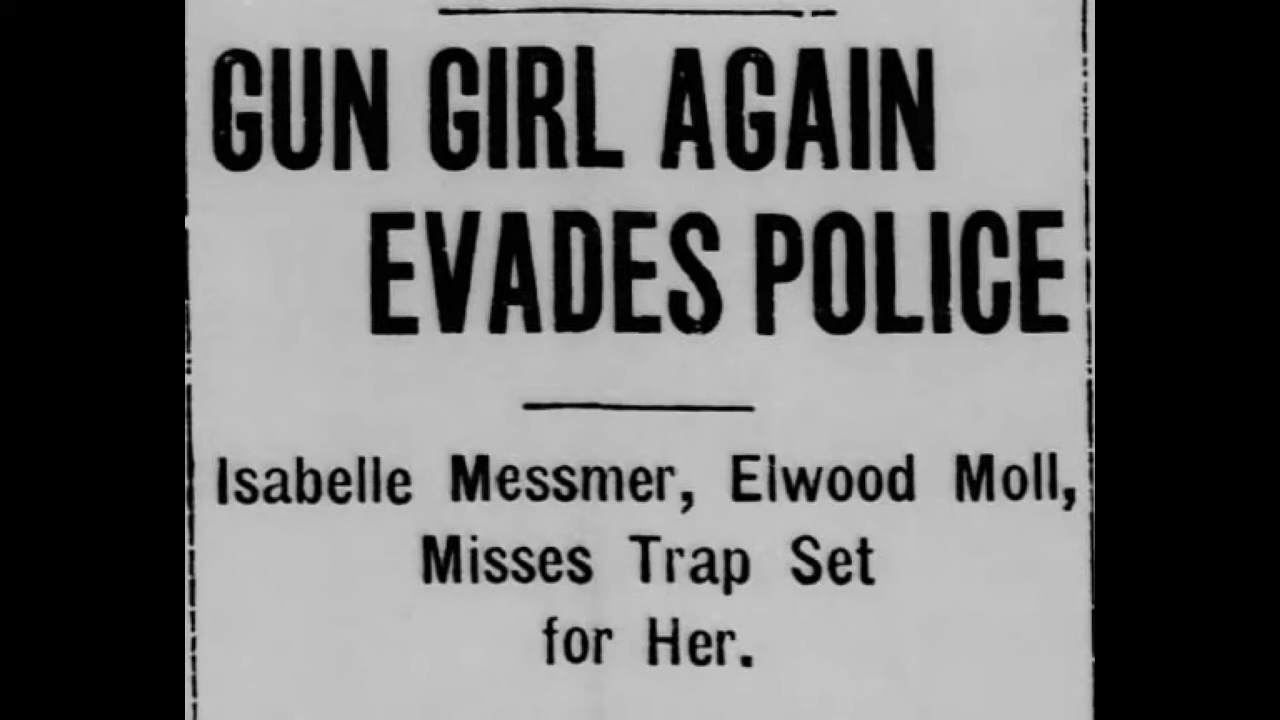 GUN GIRL AGAIN
EVADES POLICE
Isabelle Messmer, Elwood Moll,
Misses Trap Set
for Her.